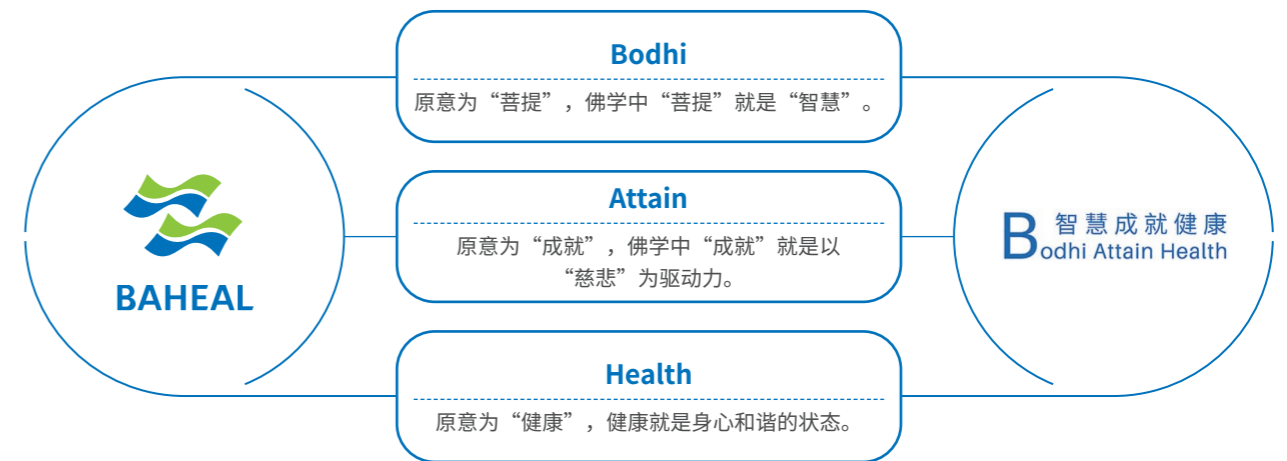 BAHEAL
Bodhi
原意为“菩提”，佛学中“菩提”就是“智慧”。
Attain
原意为“成就”，佛学中“成就”就是以
“慈悲”为驱动力。
Health
原意为“健康”，健康就是身心和谐的状态。
智慧成就健康
Bodhi Attain Health